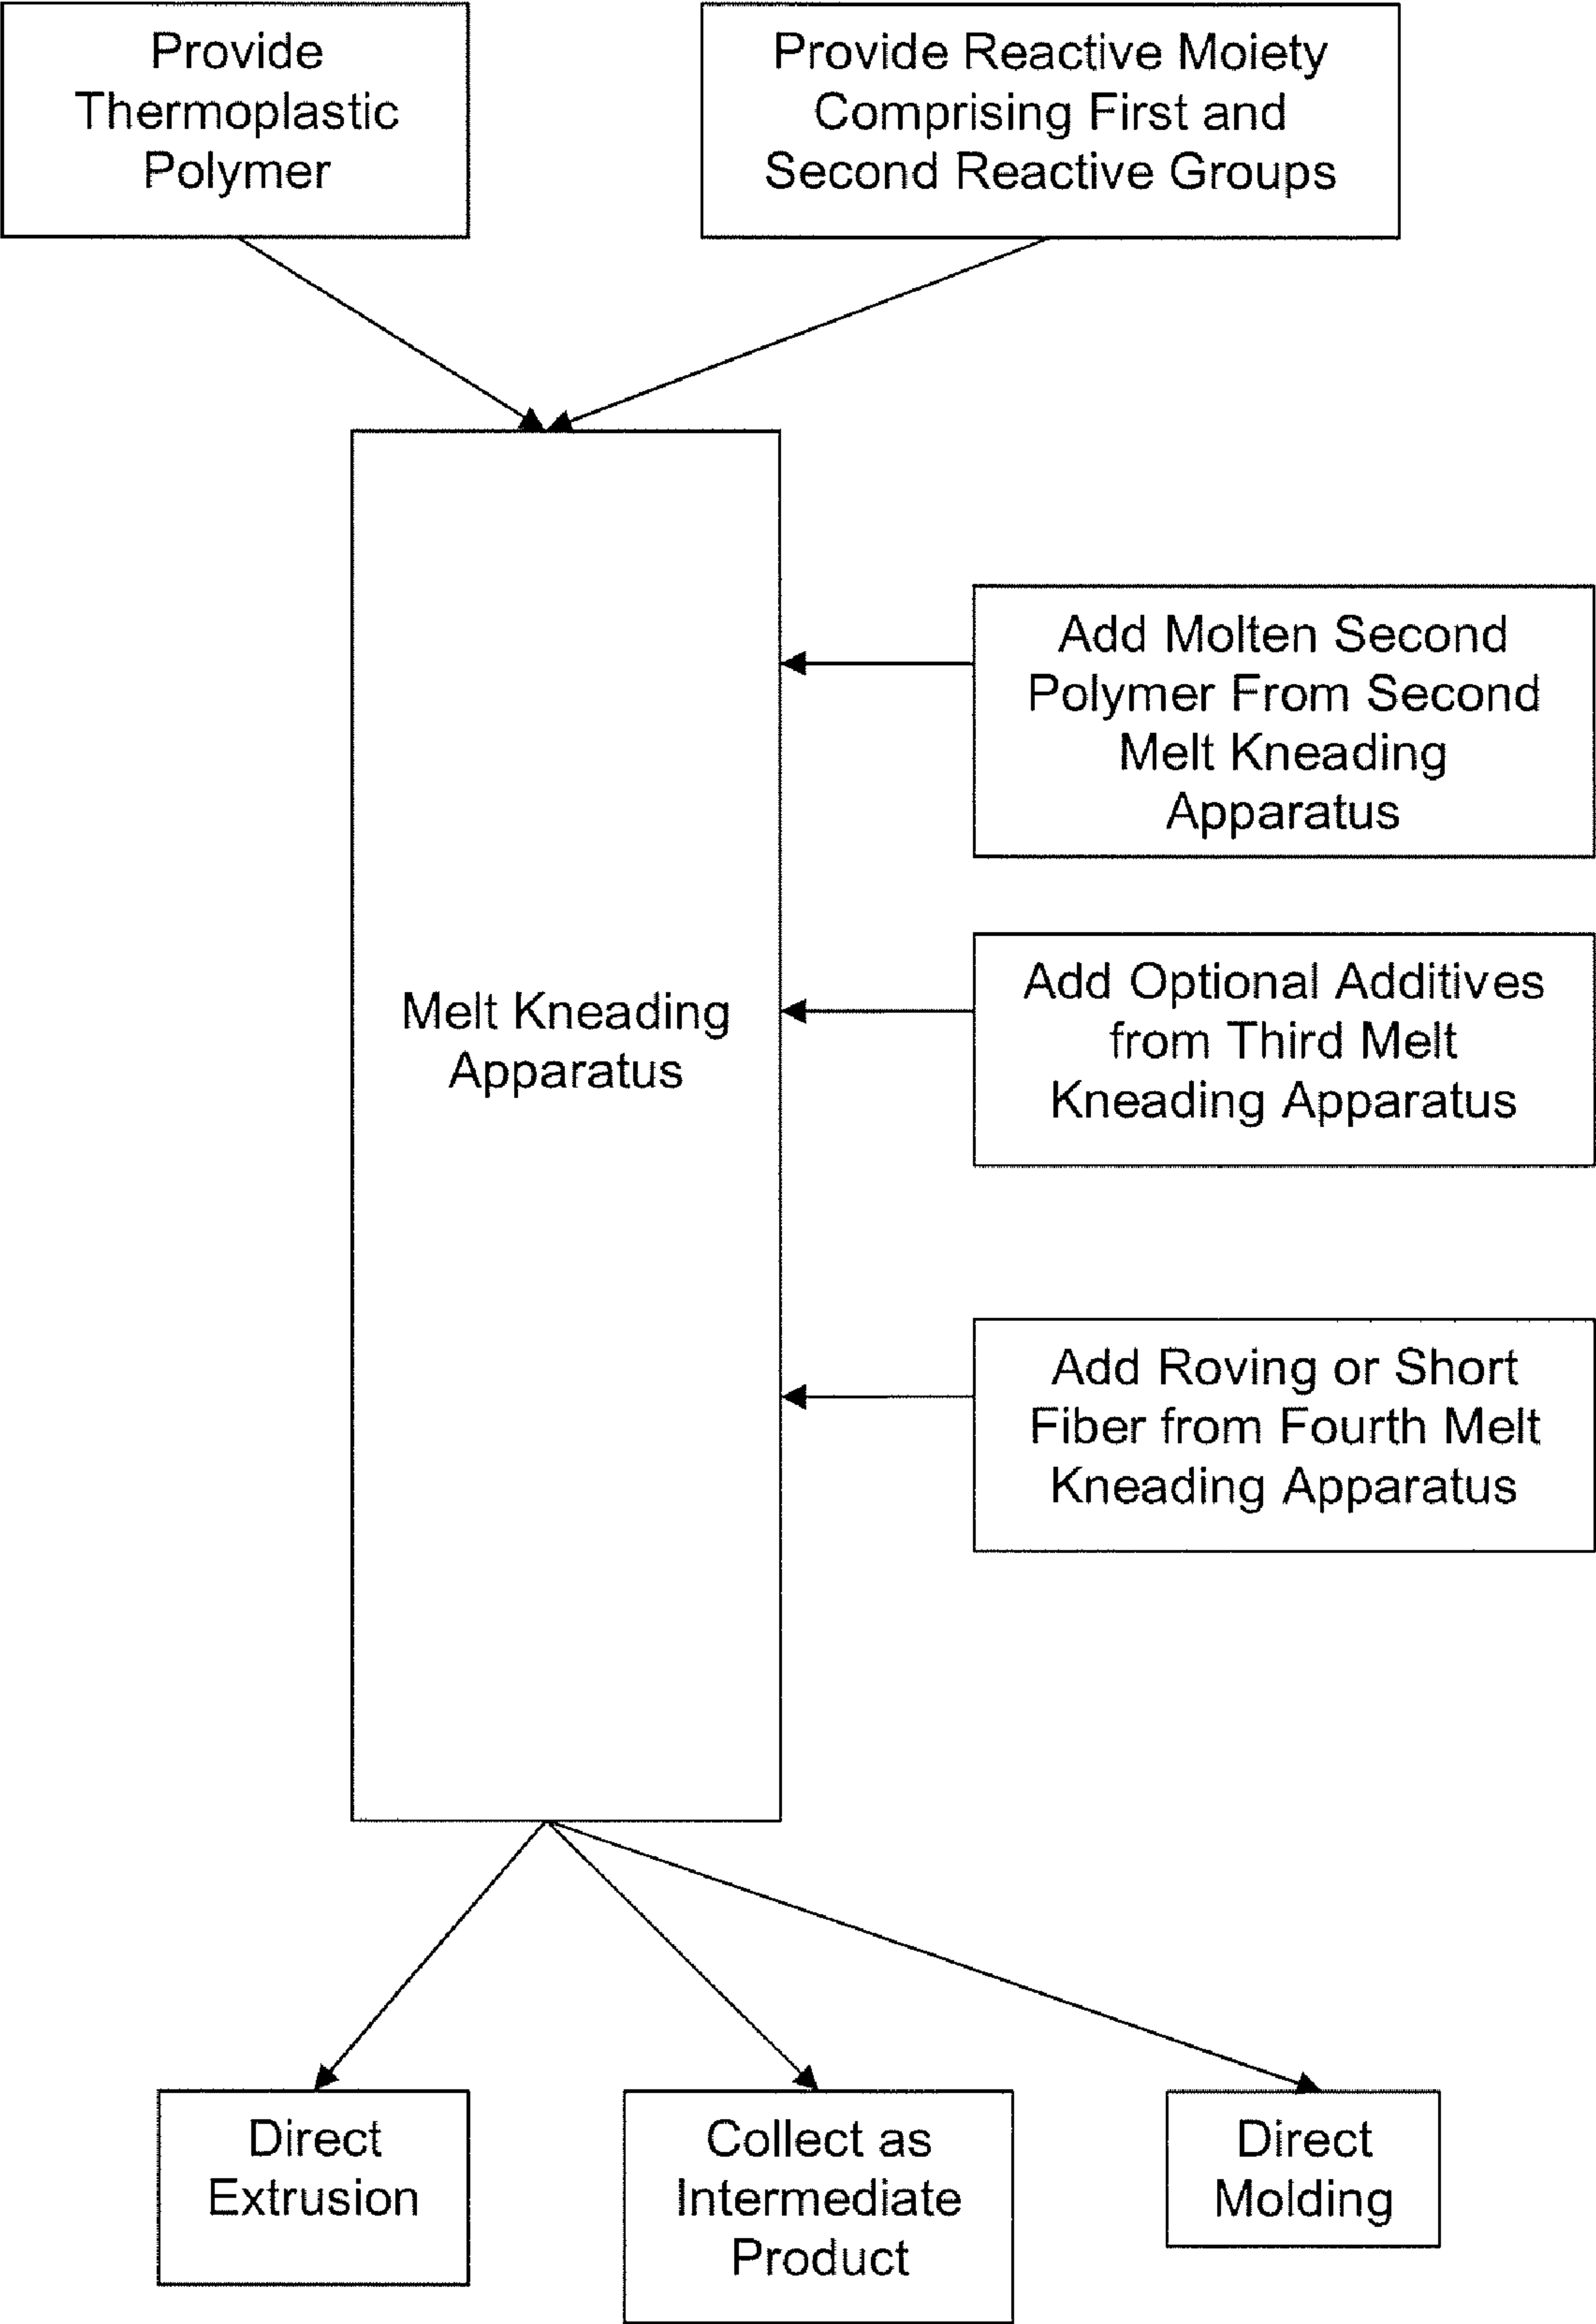 Provide
Thermoplastic
Polymer
Provide Reactive Moiety
Comprising First and
Second Reactive Groups
Add Molten Second
Polymer From Second
Melt Kneading
Apparatus
Melt Kneading
Apparatus
Add Optional Additives
from Third Melt
Kneading Apparatus
Add Roving or Short
Fiber from Fourth Melt
Kneading Apparatus
Direct
Extrusion
Collect as
Intermediate
Product
Direct
Molding